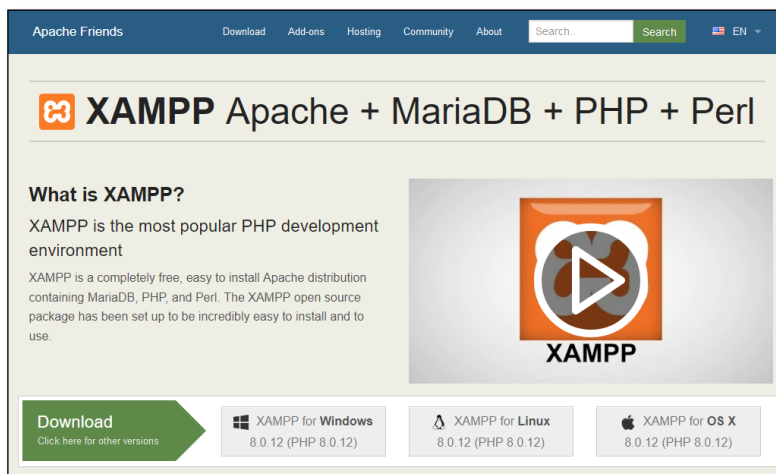 Apache Friends Download Add-ons Hosting Community About Search... Search EN
XAMPP Apache + MariaDB + PHP + Perl
What is XAMPP?
XAMPP is the most popular PHP development
environment
XAMPP is a completely free, easy to install Apache distribution
containing MariaDB, PHP, and Perl. The XAMPP open source
package has been set up to be incredibly easy to install and to
use.
XAMPP
Download
Click here for other versions
XAMPP for Windows
8.0.12 (PHP 8.0.12)
XAMPP for Linux
8.0.12 (PHP 8.0.12)
XAMPP for OS X
8.0.12 (PHP 8.0.12)